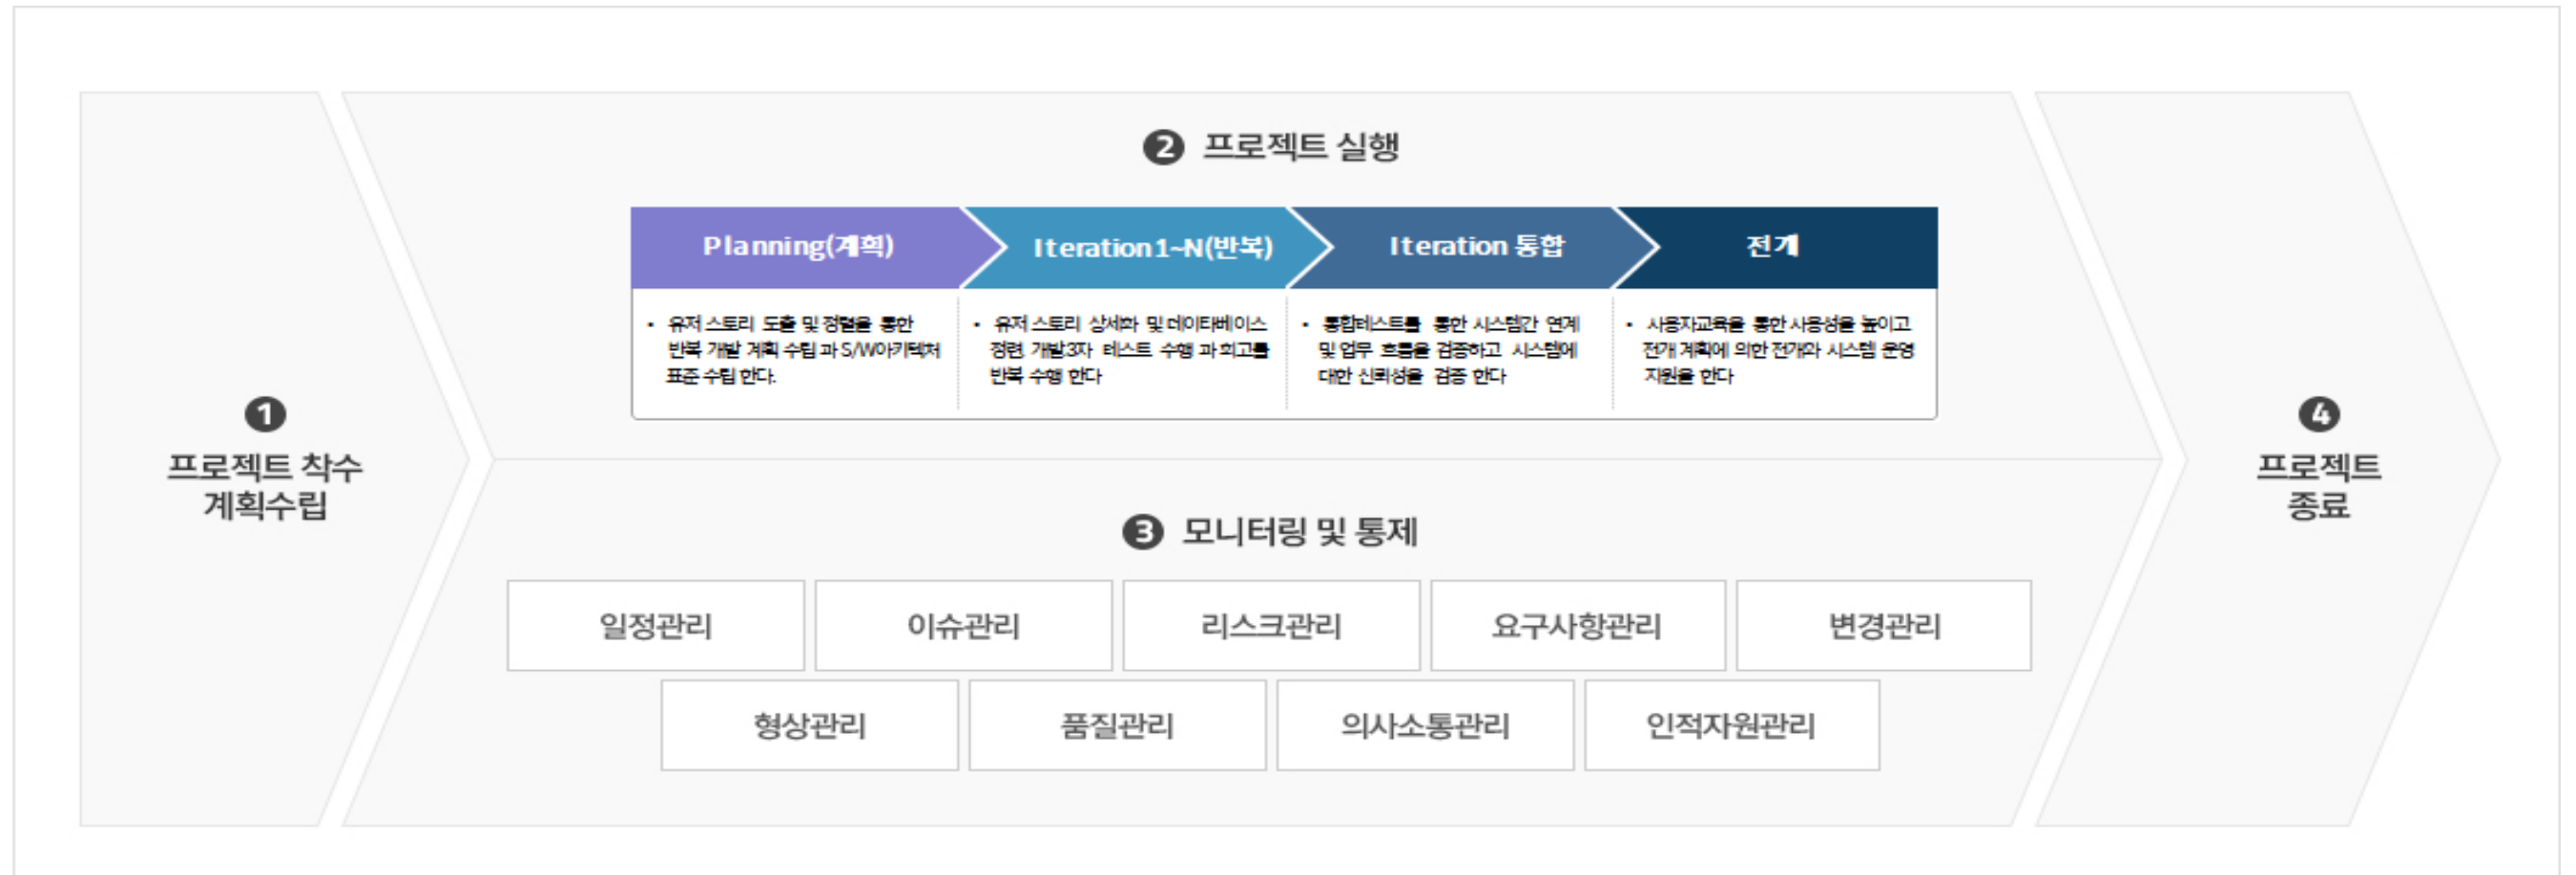 1
프로젝트 착수
계획수립
2 프로젝트 실행
Planning(계획)
Iteration1~N(반복)
Iteration 통합
전개
• 유저 스토리 도출 및 정렬을 통한
반복 개발 계획 수립 과 S/W아키텍처
표준 수립 한다.
• 유저 스토리 상세화 및 데이타베이스
정련, 개발3자 테스트 수행 과 회고를
반복 수행 한다
• 통합테스트를 통한 시스템간 연계
및 업무 흐름을 검증하고 시스템에
대한 신뢰성을 검증 한다
• 사용자교육을 통한 사용성을 높이고
전개 계획에 의한 전개와 시스템 운영
지원을 한다
3 모니터링 및 통제
일정관리
이슈관리
리스크관리
요구사항관리
변경관리
형상관리
품질관리
의사소통관리
인적자원관리
4
프로젝트
종료